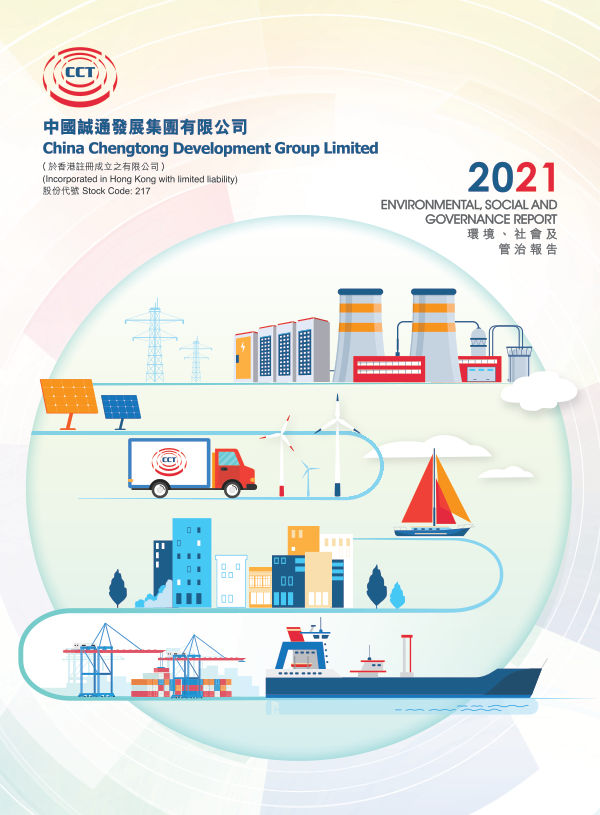 CCT
中國誠通發展集團有限公司
China Chengtong Development Group Limited
（於香港註冊成立之有限公司）
(Incorporated in Hong Kong with limited liability)
股份代號 Stock Code: 217
2021
ENVIRONMENTAL, SOCIAL AND
GOVERNANCE REPORT
環境、社會及
管治報告
CCT